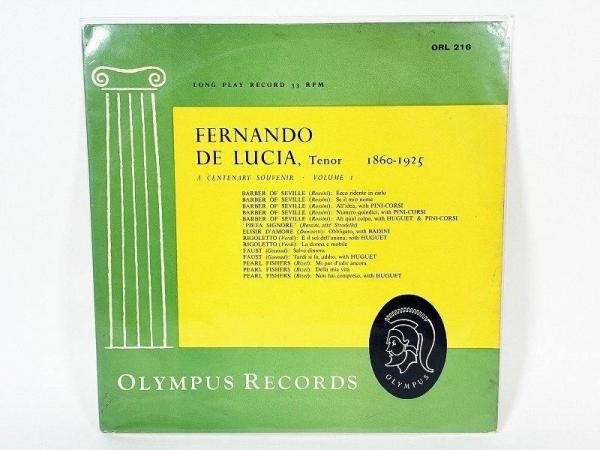 ORL 216
LONG PLAY RECORD 33 RPM
FERNANDO
DE LUCIA, Tenor 1860-1925
A CENTENARY SOUVENIR · VOLUME 1
BARBER OF SEVILLE (Rossini): Ecco ridente in cielo
BARBER OF SEVILLE (Rossini): Se il mio nome
BARBER OF SEVILLE (Rossini): All'idea, with PINI-CORSI
BARBER OF SEVILLE (Rossini): Numero quindici, with PINI-CORSI
BARBER OF SEVILLE (Rossini): Ah qual colpo, with HUGUET & PINI-CORSI
'PIETA SIGNORE' (Rossini, attr' Stradella)
ELISIR D'AMORE (Donizetti): Obbligato, with BADINI
RIGOLETTO (Verdi): E il sol dell'anima, with HUGUET
RIGOLETTO (Verdi): La donna e mobile
FAUST (Gounod): Salve dimora
FAUST (Gounod): Tardi si fa, addio, with HUGUET
PEARL FISHERS (Bizet): Mi par d'udir ancora
PEARL FISHERS (Bizet): Della mia vita
PEARL FISHERS (Bizet): Non hai compreso, with HUGUET
OLYMPUS
OLYMPUS RECORDS